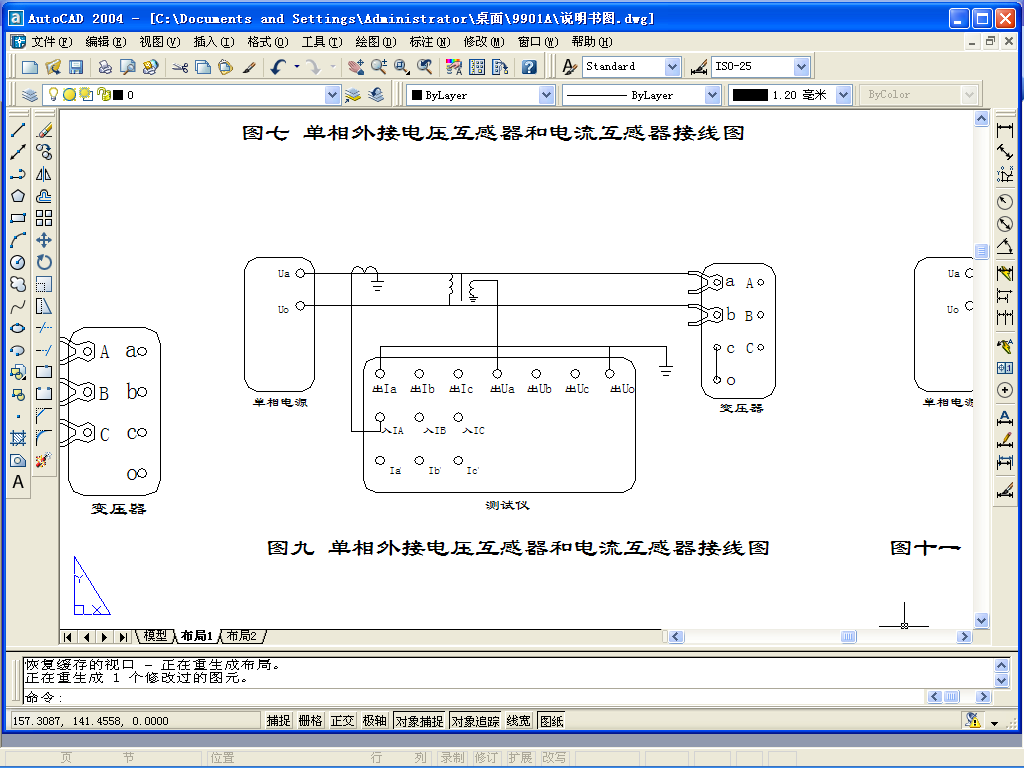 AutoCAD 2004 - [C:\Documents and Settings\Administrator\桌面\9901A\说明书图.dwg]
文件(F) 编辑(E) 视图(V) 插入(I) 格式(O) 工具(T) 绘图(D) 标注(N) 修改(M) 窗口(W) 帮助(H)
Standard ISO-25
0 ByLayer ByLayer 1.20 毫米 ByColor
图七 单相外接电压互感器和电流互感器接线图
Ua
Uo
单相电源
a A
b B
c C
o
变压器
Ua
Uo
单相电源
A a
B b
C c
o
变压器
出Ia 出Ib 出Ic 出Ua 出Ub 出Uc 出Uo
入IA 入IB 入IC
Ia' Ib' Ic'
测试仪
图九 单相外接电压互感器和电流互感器接线图
图十一
Y
X
模型 布局1 布局2
恢复缓存的视口 - 正在重生成布局。
正在重生成 1 个修改过的图元。
命令:
157.3087, 141.4558, 0.0000 捕捉 栅格 正交 极轴 对象捕捉 对象追踪 线宽 图纸
页 节 位置 行 列 录制 修订 扩展 改写